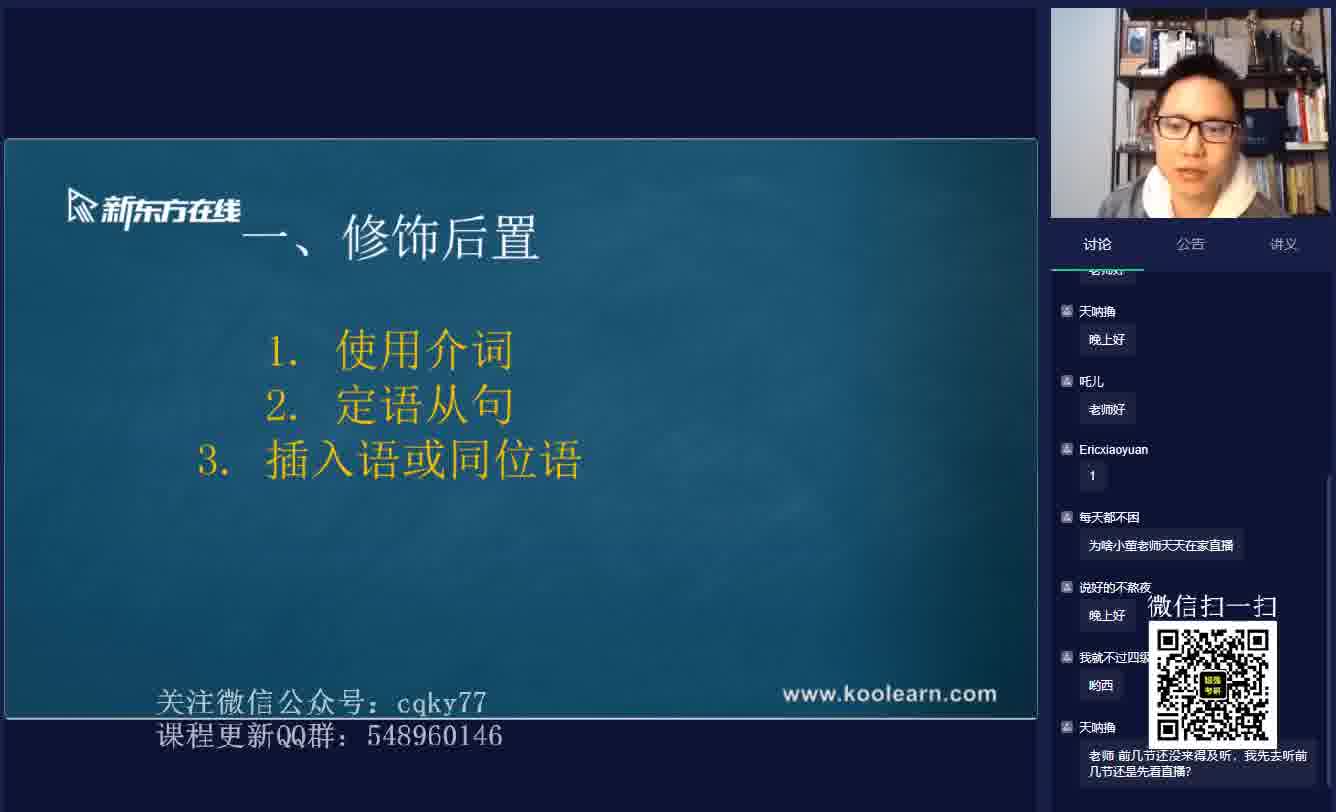 新东方在线
一、修饰后置
1. 使用介词
2. 定语从句
3. 插入语或同位语
www.koolearn.com
关注微信公众号：cqky77
课程更新QQ群：548960146
讨论
公告
讲义
老师好
天呐撸
晚上好
吒儿
老师好
Ericxiaoyuan
1
每天都不困
为啥小董老师天天在家直播
说好的不熬夜
晚上好
微信扫一扫
我就不过四级
哟西
天呐撸
老师 前几节还没来得及听，我先去听前
几节还是先看直播?